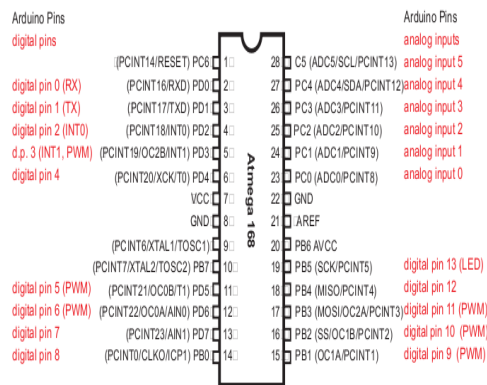 Arduino Pins
digital pins
(PCINT14/RESET) PC6 1
digital pin 0 (RX) (PCINT16/RXD) PD0 2
digital pin 1 (TX) (PCINT17/TXD) PD1 3
digital pin 2 (INT0) (PCINT18/INT0) PD2 4
d.p. 3 (INT1, PWM) (PCINT19/OC2B/INT1) PD3 5
digital pin 4 (PCINT20/XCK/T0) PD4 6
VCC 7
GND 8
(PCINT6/XTAL1/TOSC1) 9
(PCINT7/XTAL2/TOSC2) PB7 10
digital pin 5 (PWM) (PCINT21/OC0B/T1) PD5 11
digital pin 6 (PWM) (PCINT22/OC0A/AIN0) PD6 12
digital pin 7 (PCINT23/AIN1) PD7 13
digital pin 8 (PCINT0/CLKO/ICP1) PB0 14
Atmega 168
Arduino Pins
analog inputs
28 C5 (ADC5/SCL/PCINT13) analog input 5
27 PC4 (ADC4/SDA/PCINT12) analog input 4
26 PC3 (ADC3/PCINT11) analog input 3
25 PC2 (ADC2/PCINT10) analog input 2
24 PC1 (ADC1/PCINT9) analog input 1
23 PC0 (ADC0/PCINT8) analog input 0
22 GND
21 AREF
20 PB6 AVCC
19 PB5 (SCK/PCINT5) digital pin 13 (LED)
18 PB4 (MISO/PCINT4) digital pin 12
17 PB3 (MOSI/OC2A/PCINT3) digital pin 11 (PWM)
16 PB2 (SS/OC1B/PCINT2) digital pin 10 (PWM)
15 PB1 (OC1A/PCINT1) digital pin 9 (PWM)